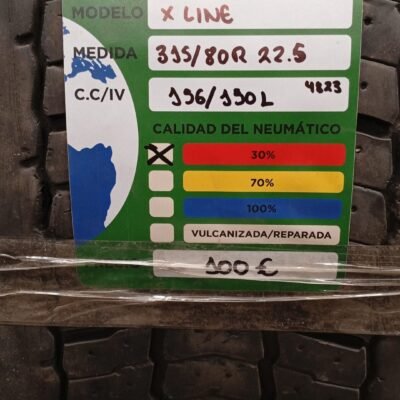 MODELO X LINE
MEDIDA 315/80R 22.5
C.C/IV 156/150L 4823
CALIDAD DEL NEUMÁTICO
X 30%
70%
100%
VULCANIZADA/REPARADA
100 €